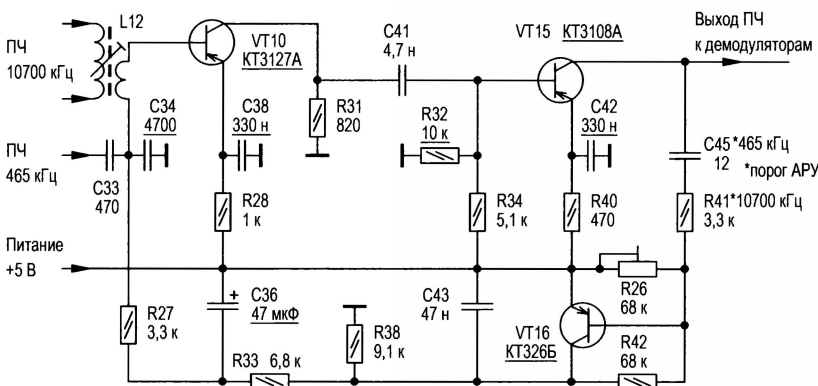 L12
ПЧ
10700 кГц
VT10
КТ3127А
C34
4700
C38
330 н
R31
820
C41
4,7 н
VT15 КТ3108А
Выход ПЧ
к демодуляторам
R32
10 к
C42
330 н
C45 *465 кГц
12 *порог АРУ
ПЧ
465 кГц
C33
470
R28
1 к
R34
5,1 к
R40
470
R41*10700 кГц
3,3 к
Питание
+5 В
R27
3,3 к
+
C36
47 мкФ
R33 6,8 к
R38
9,1 к
C43
47 н
VT16
КТ326Б
R26
68 к
R42
68 к